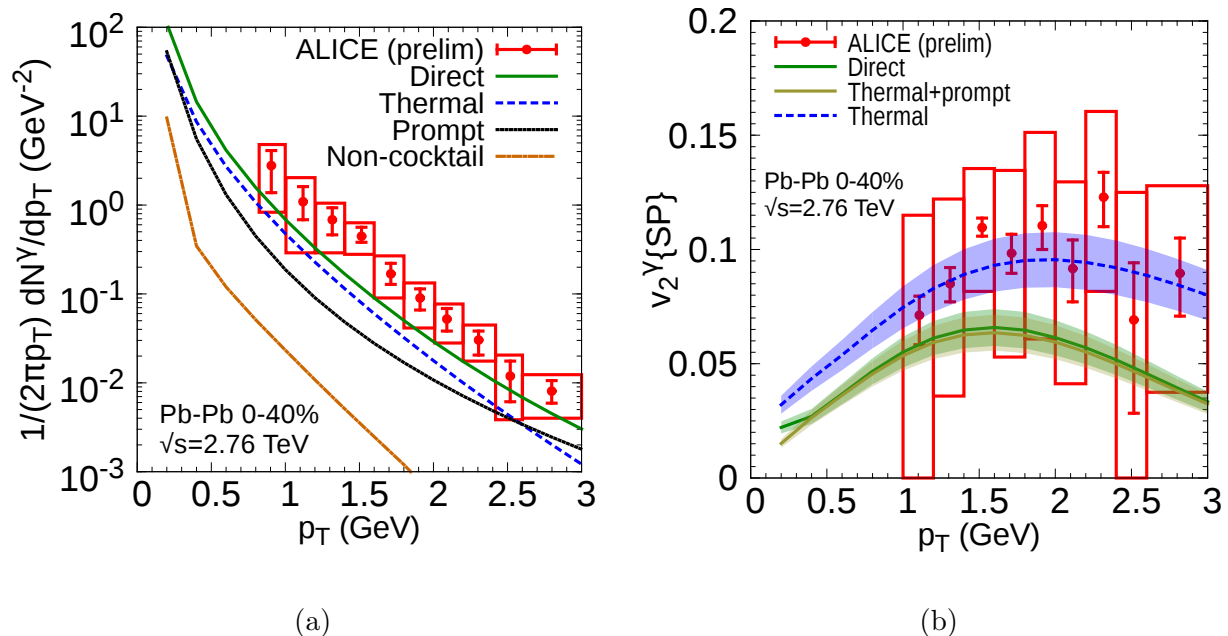 10²
10¹
10⁰
10⁻¹
10⁻²
10⁻³
1/(2πp_T) dN^γ/dp_T (GeV⁻²)
ALICE (prelim)
Direct
Thermal
Prompt
Non-cocktail
Pb-Pb 0-40%
√s=2.76 TeV
0 0.5 1 1.5 2 2.5 3
p_T (GeV)
(a)
0.2
0.15
0.1
0.05
0
v₂^γ{SP}
ALICE (prelim)
Direct
Thermal+prompt
Thermal
Pb-Pb 0-40%
√s=2.76 TeV
0 0.5 1 1.5 2 2.5 3
p_T (GeV)
(b)